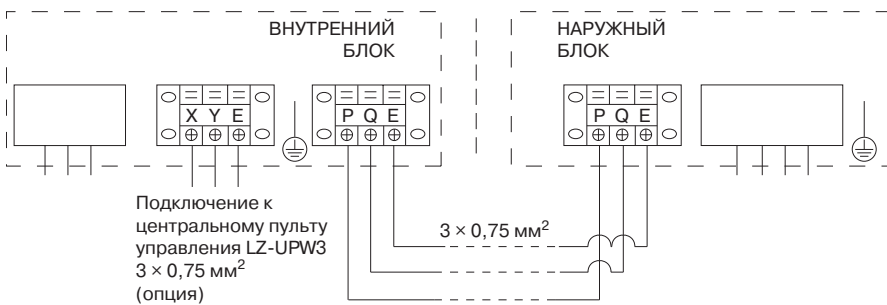 ВНУТРЕННИЙ
БЛОК
НАРУЖНЫЙ
БЛОК
X Y E
P Q E
P Q E
Подключение к
центральному пульту
управления LZ-UPW3
3 × 0,75 мм²
(опция)
3 × 0,75 мм²